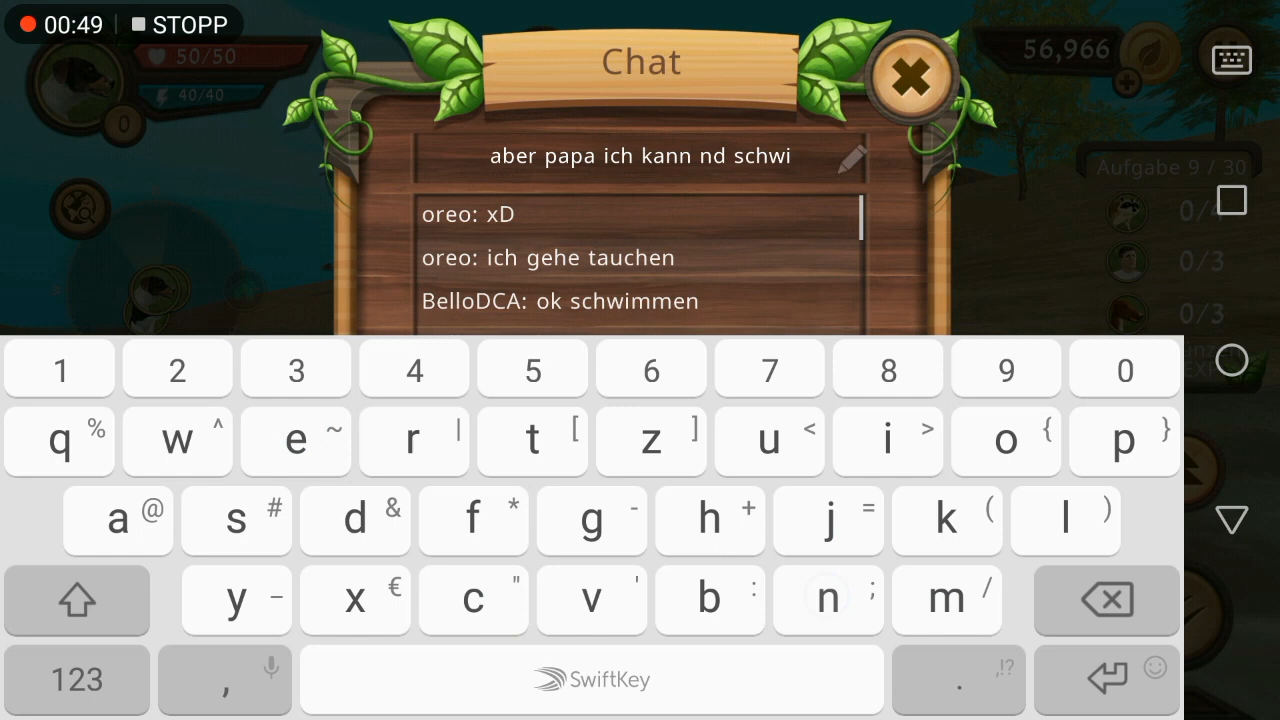 00:49 STOPP
50/50
40/40
0
Chat
56,966
aber papa ich kann nd schwi
Aufgabe 9 / 30
oreo: xD
oreo: ich gehe tauchen
BelloDCA: ok schwimmen
0/3
0/3
1 2 3 4 5 6 7 8 9 0
q % w ^ e ~ r | t [ z ] u < i > o { p }
a @ s # d & f * g - h + j = k ( l )
y _ x € c " v ' b : n ; m /
123 , SwiftKey . ,!?